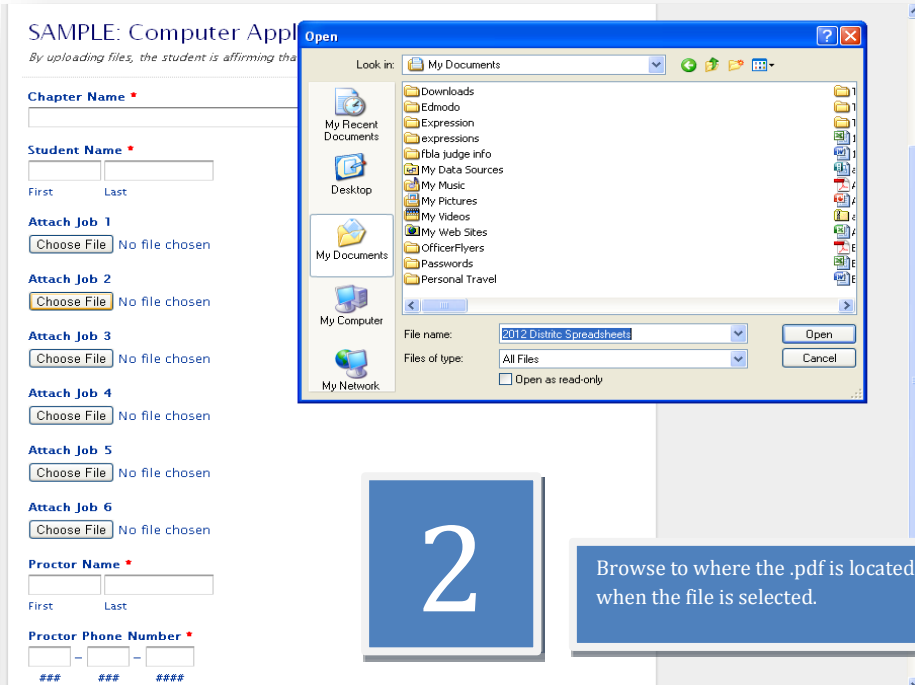 SAMPLE: Computer Appl
By uploading files, the student is affirming tha
Chapter Name *
Student Name *
First Last
Attach Job 1
Choose File No file chosen
Attach Job 2
Choose File No file chosen
Attach Job 3
Choose File No file chosen
Attach Job 4
Choose File No file chosen
Attach Job 5
Choose File No file chosen
Attach Job 6
Choose File No file chosen
Proctor Name *
First Last
Proctor Phone Number *
– –
### ### ####
Open
Look in: My Documents
My Recent
Documents
Desktop
My Documents
My Computer
My Network
Downloads
Edmodo
Expression
expressions
fbla judge info
My Data Sources
My Music
My Pictures
My Videos
My Web Sites
OfficerFlyers
Passwords
Personal Travel
File name: 2012 Distritc Spreadsheets Open
Files of type: All Files Cancel
Open as read-only
2
Browse to where the .pdf is located
when the file is selected.